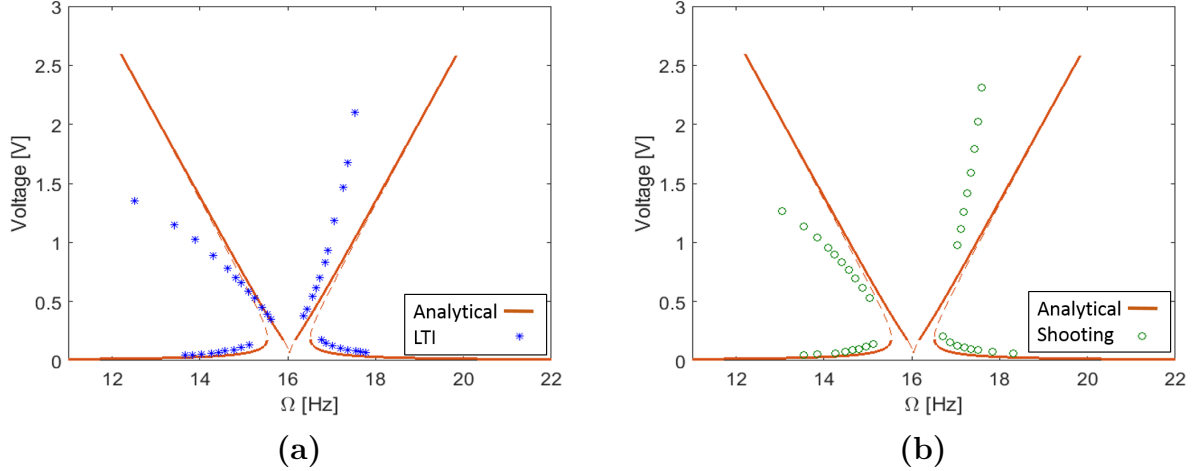 3
2.5
2
1.5
1
0.5
0
Voltage [V]
12
14
16
18
20
22
Ω [Hz]
Analytical
LTI
(a)
3
2.5
2
1.5
1
0.5
0
Voltage [V]
12
14
16
18
20
22
Ω [Hz]
Analytical
Shooting
(b)